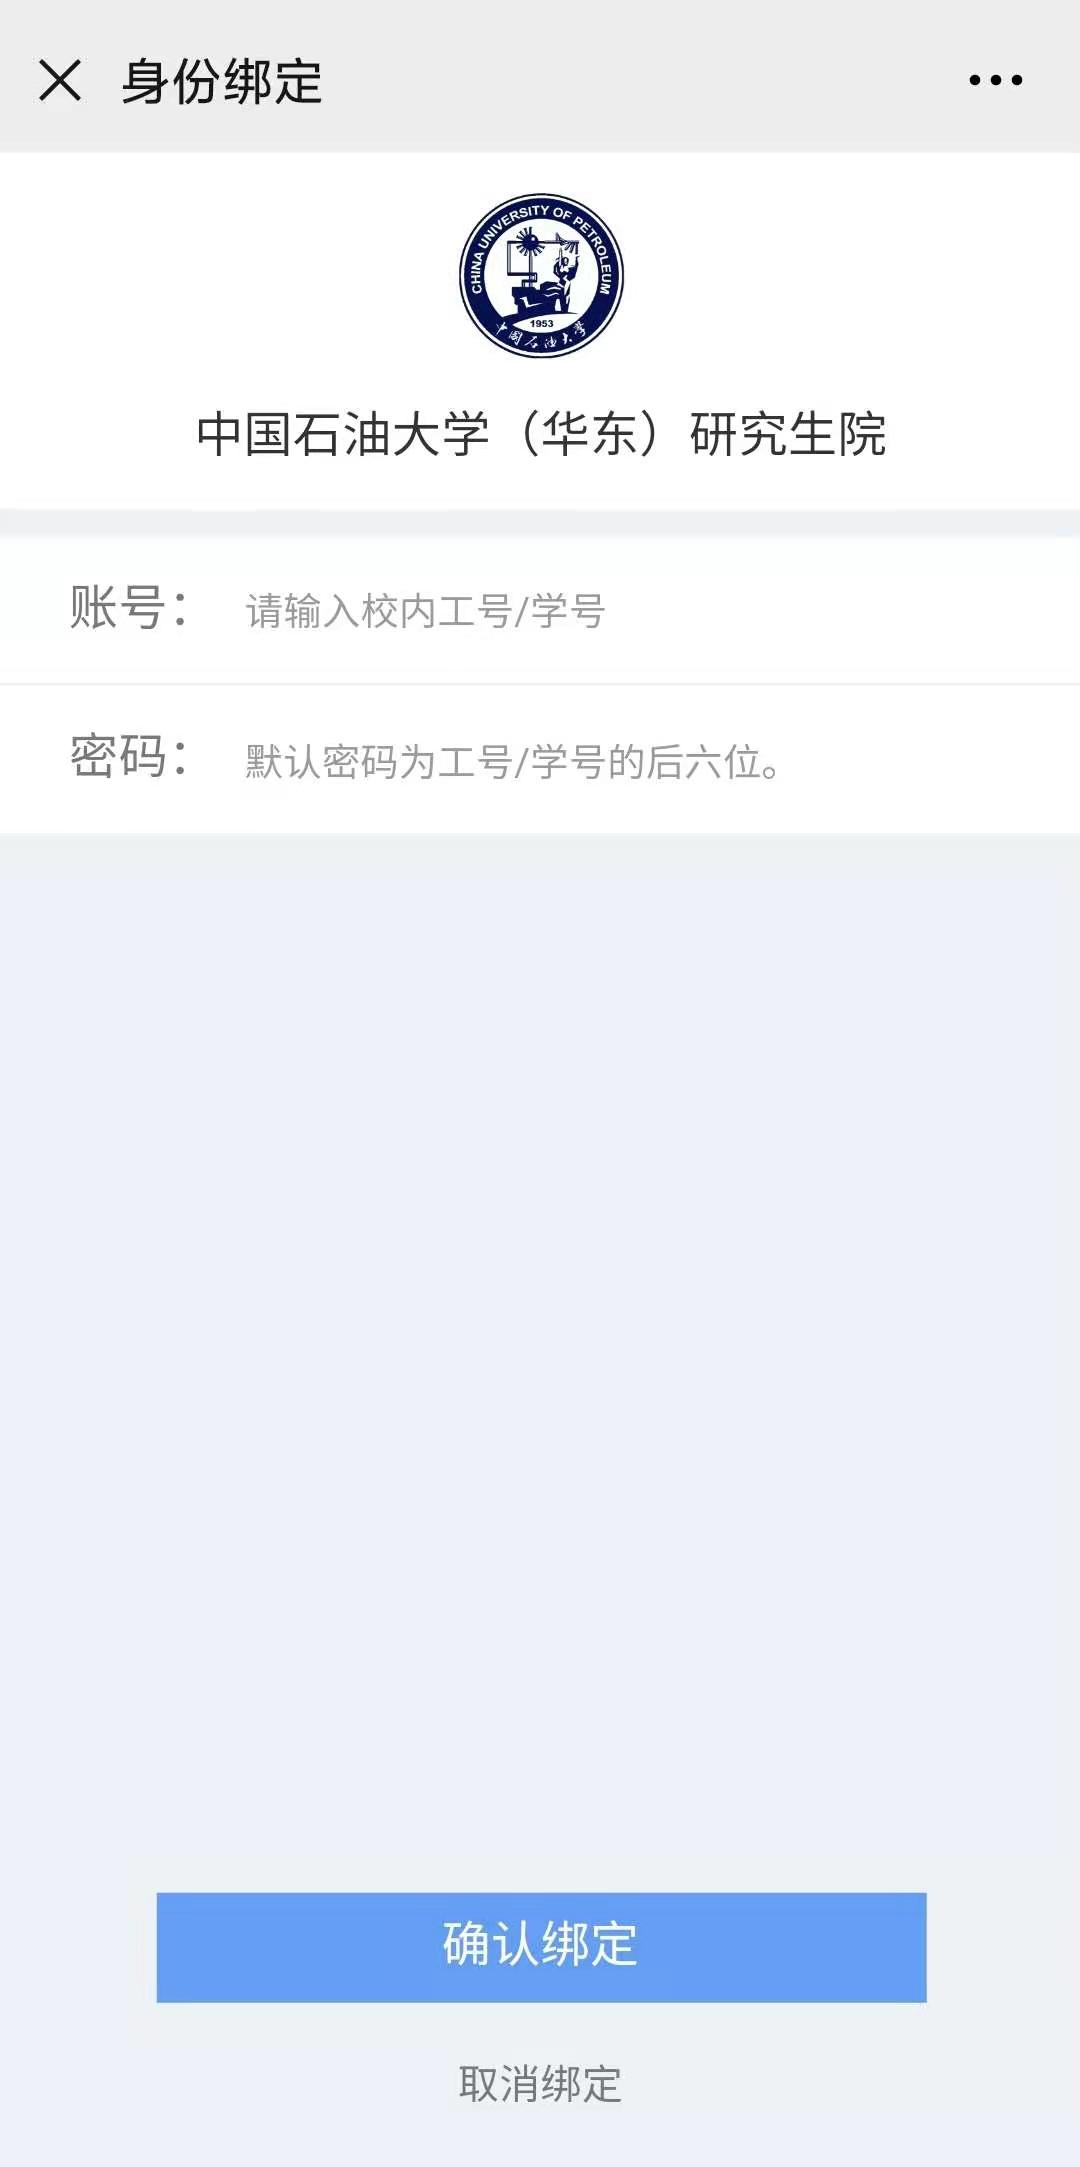 身份绑定
CHINA UNIVERSITY OF PETROLEUM
1953
中国石油大学
中国石油大学（华东）研究生院
账号： 请输入校内工号/学号
密码： 默认密码为工号/学号的后六位。
确认绑定
取消绑定